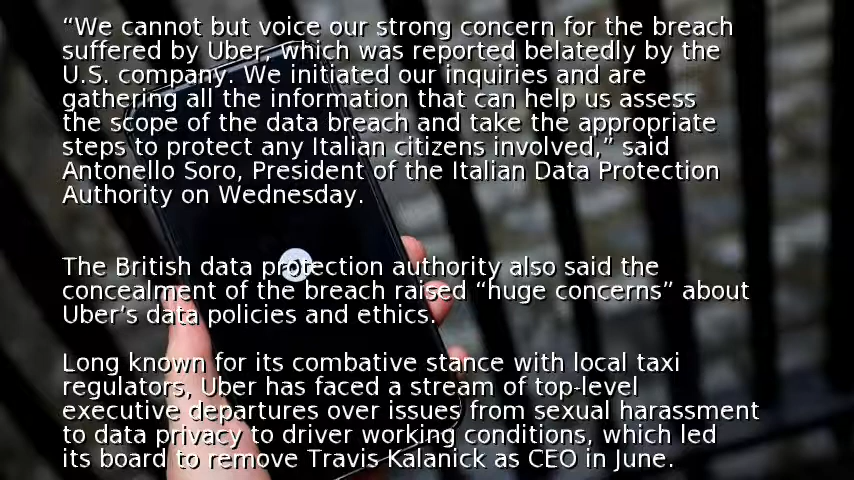 “We cannot but voice our strong concern for the breach
suffered by Uber, which was reported belatedly by the
U.S. company. We initiated our inquiries and are
gathering all the information that can help us assess
the scope of the data breach and take the appropriate
steps to protect any Italian citizens involved,” said
Antonello Soro, President of the Italian Data Protection
Authority on Wednesday.
The British data protection authority also said the
concealment of the breach raised “huge concerns” about
Uber’s data policies and ethics.
Long known for its combative stance with local taxi
regulators, Uber has faced a stream of top-level
executive departures over issues from sexual harassment
to data privacy to driver working conditions, which led
its board to remove Travis Kalanick as CEO in June.